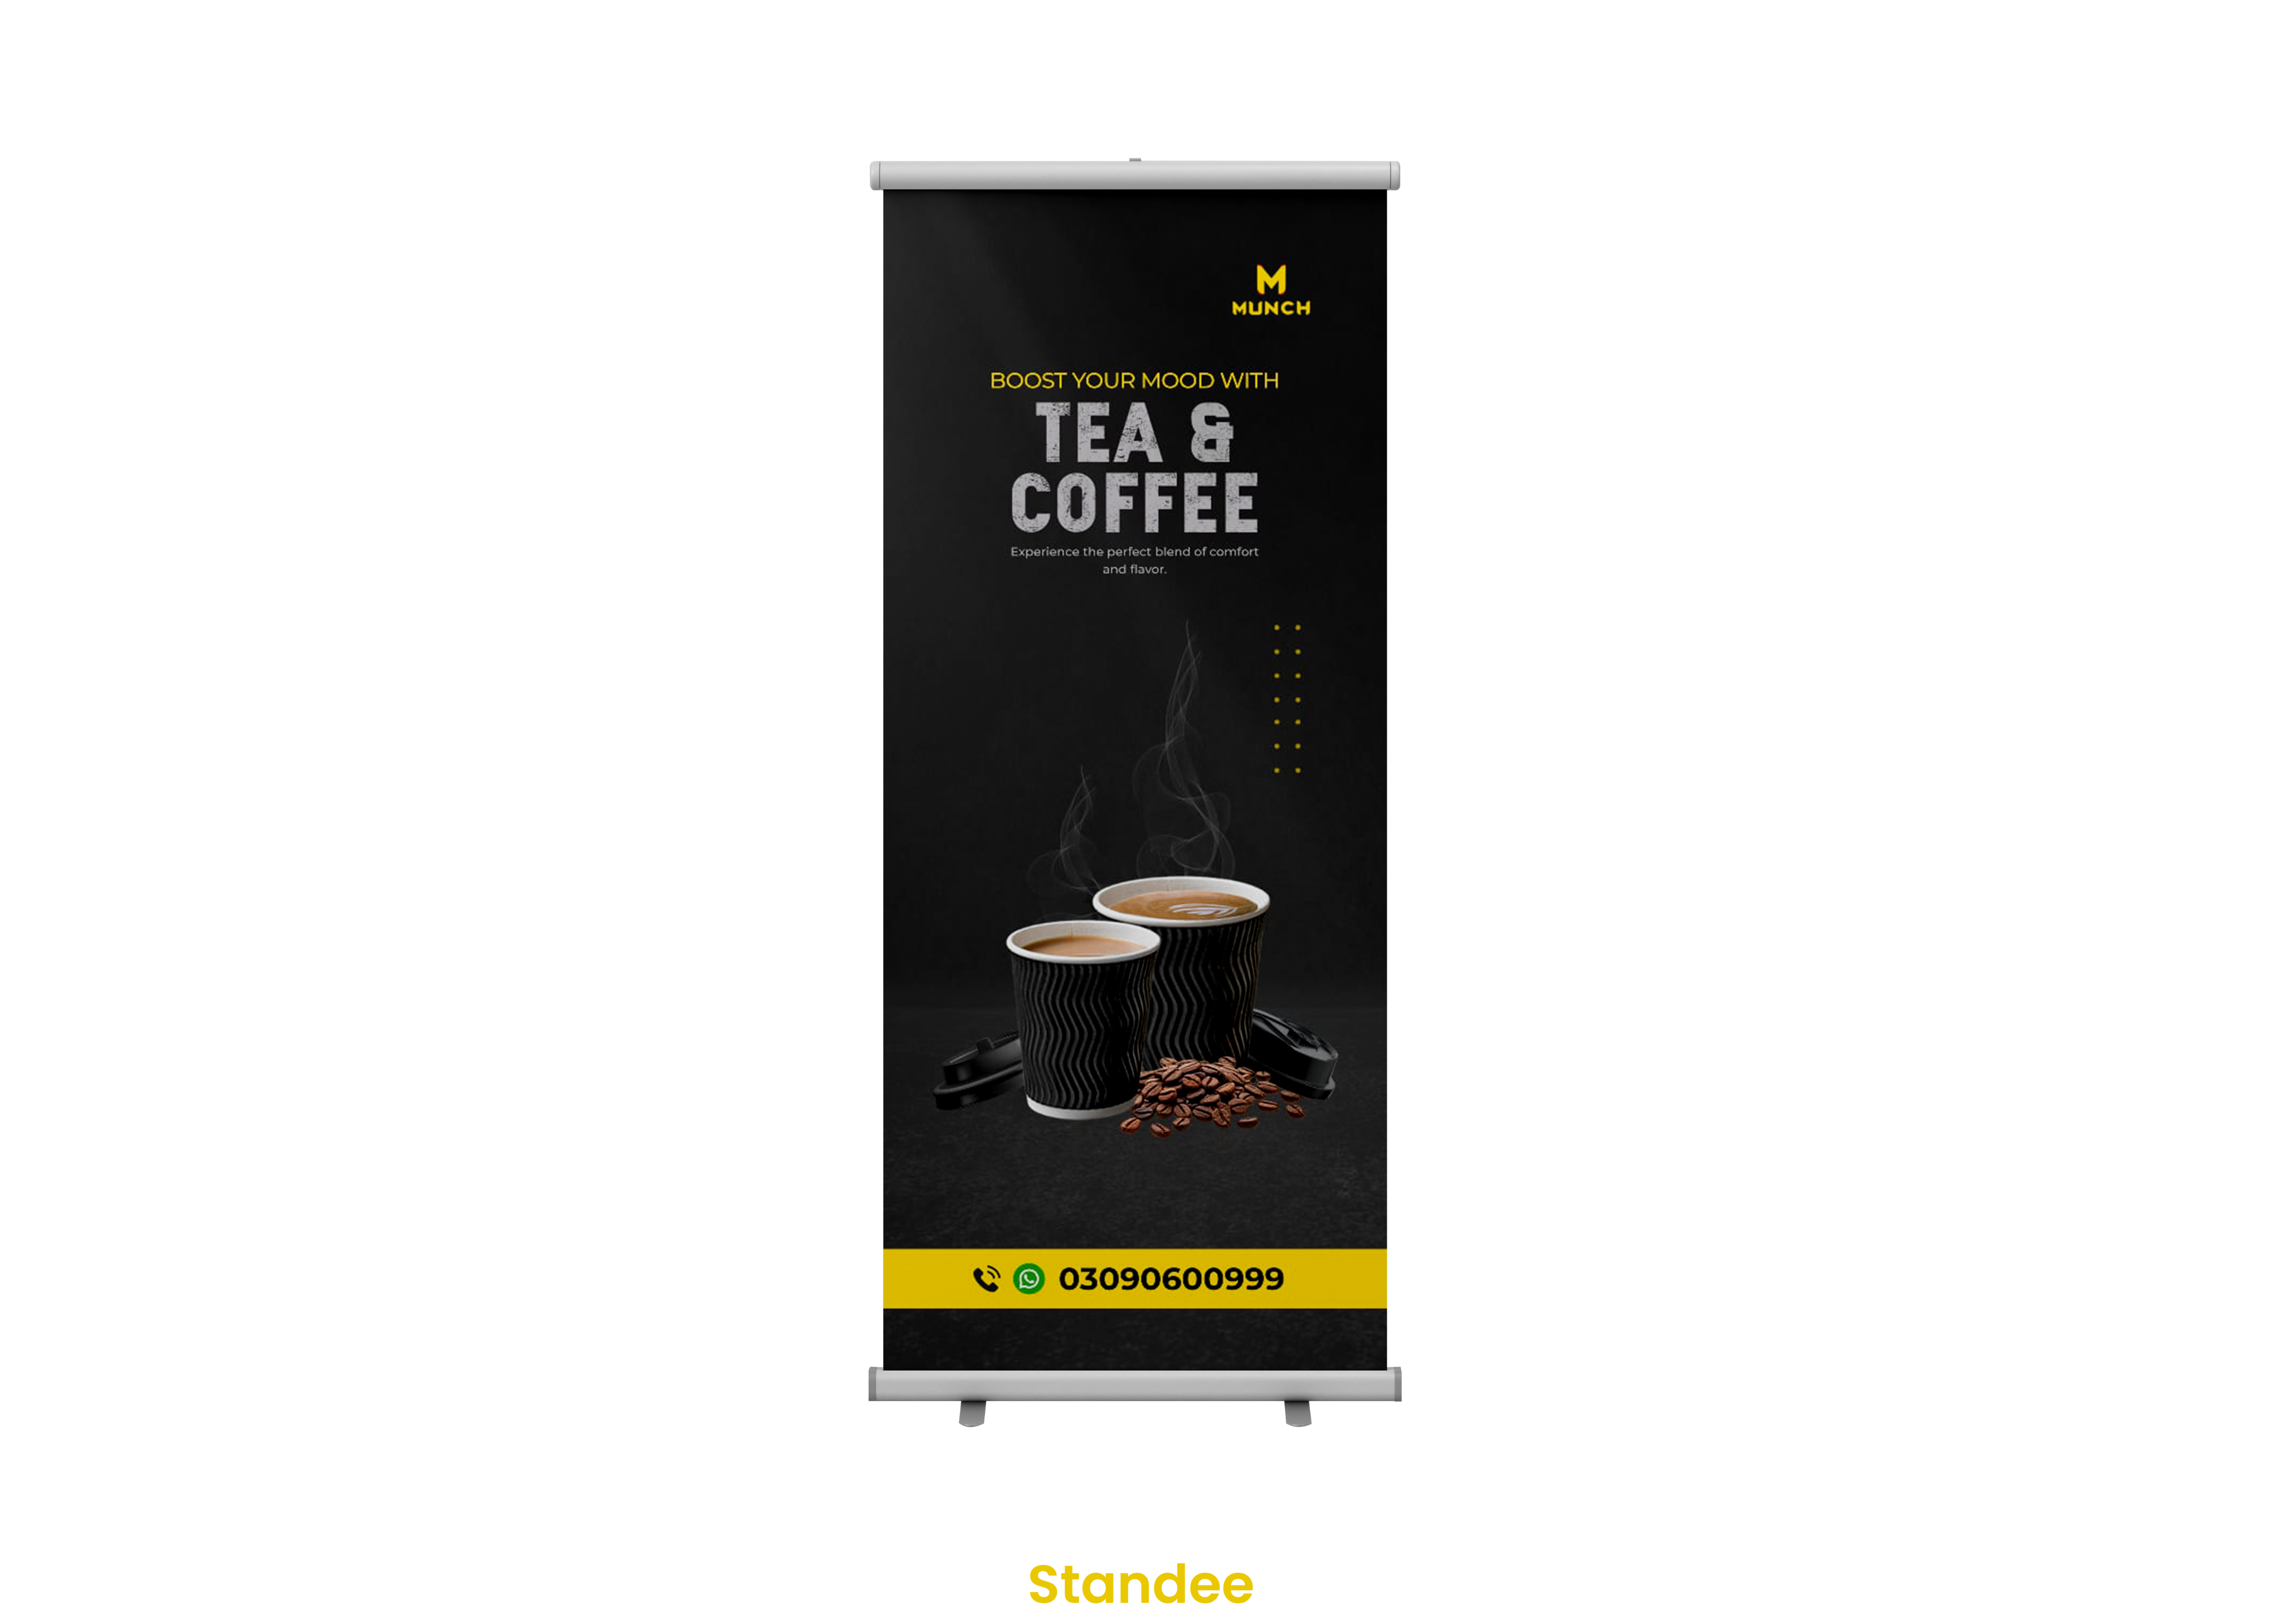 M
MUNCH
BOOST YOUR MOOD WITH
TEA &
COFFEE
Experience the perfect blend of comfort
and flavor.
03090600999
Standee